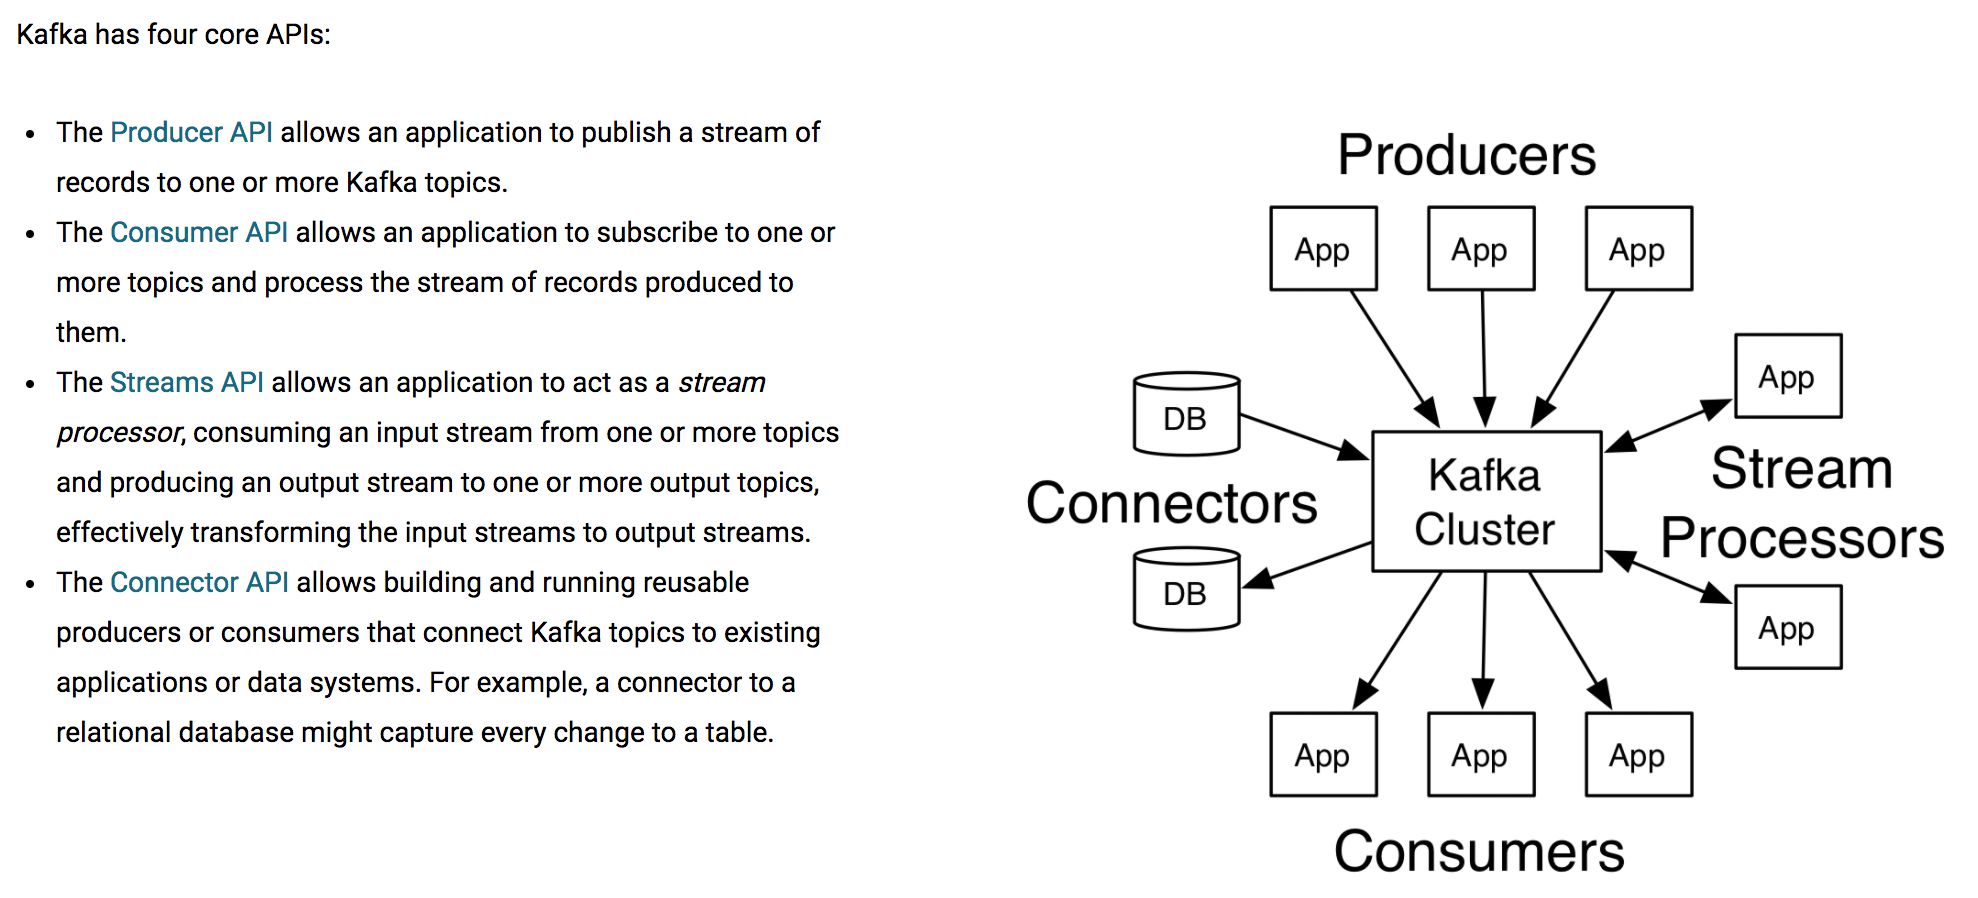 Kafka has four core APIs:
• The Producer API allows an application to publish a stream of
records to one or more Kafka topics.
• The Consumer API allows an application to subscribe to one or
more topics and process the stream of records produced to
them.
• The Streams API allows an application to act as a stream
processor, consuming an input stream from one or more topics
and producing an output stream to one or more output topics,
effectively transforming the input streams to output streams.
• The Connector API allows building and running reusable
producers or consumers that connect Kafka topics to existing
applications or data systems. For example, a connector to a
relational database might capture every change to a table.
Producers
App App App
App
DB
Kafka
Cluster
Connectors
Stream
Processors
DB
App
App App App
Consumers